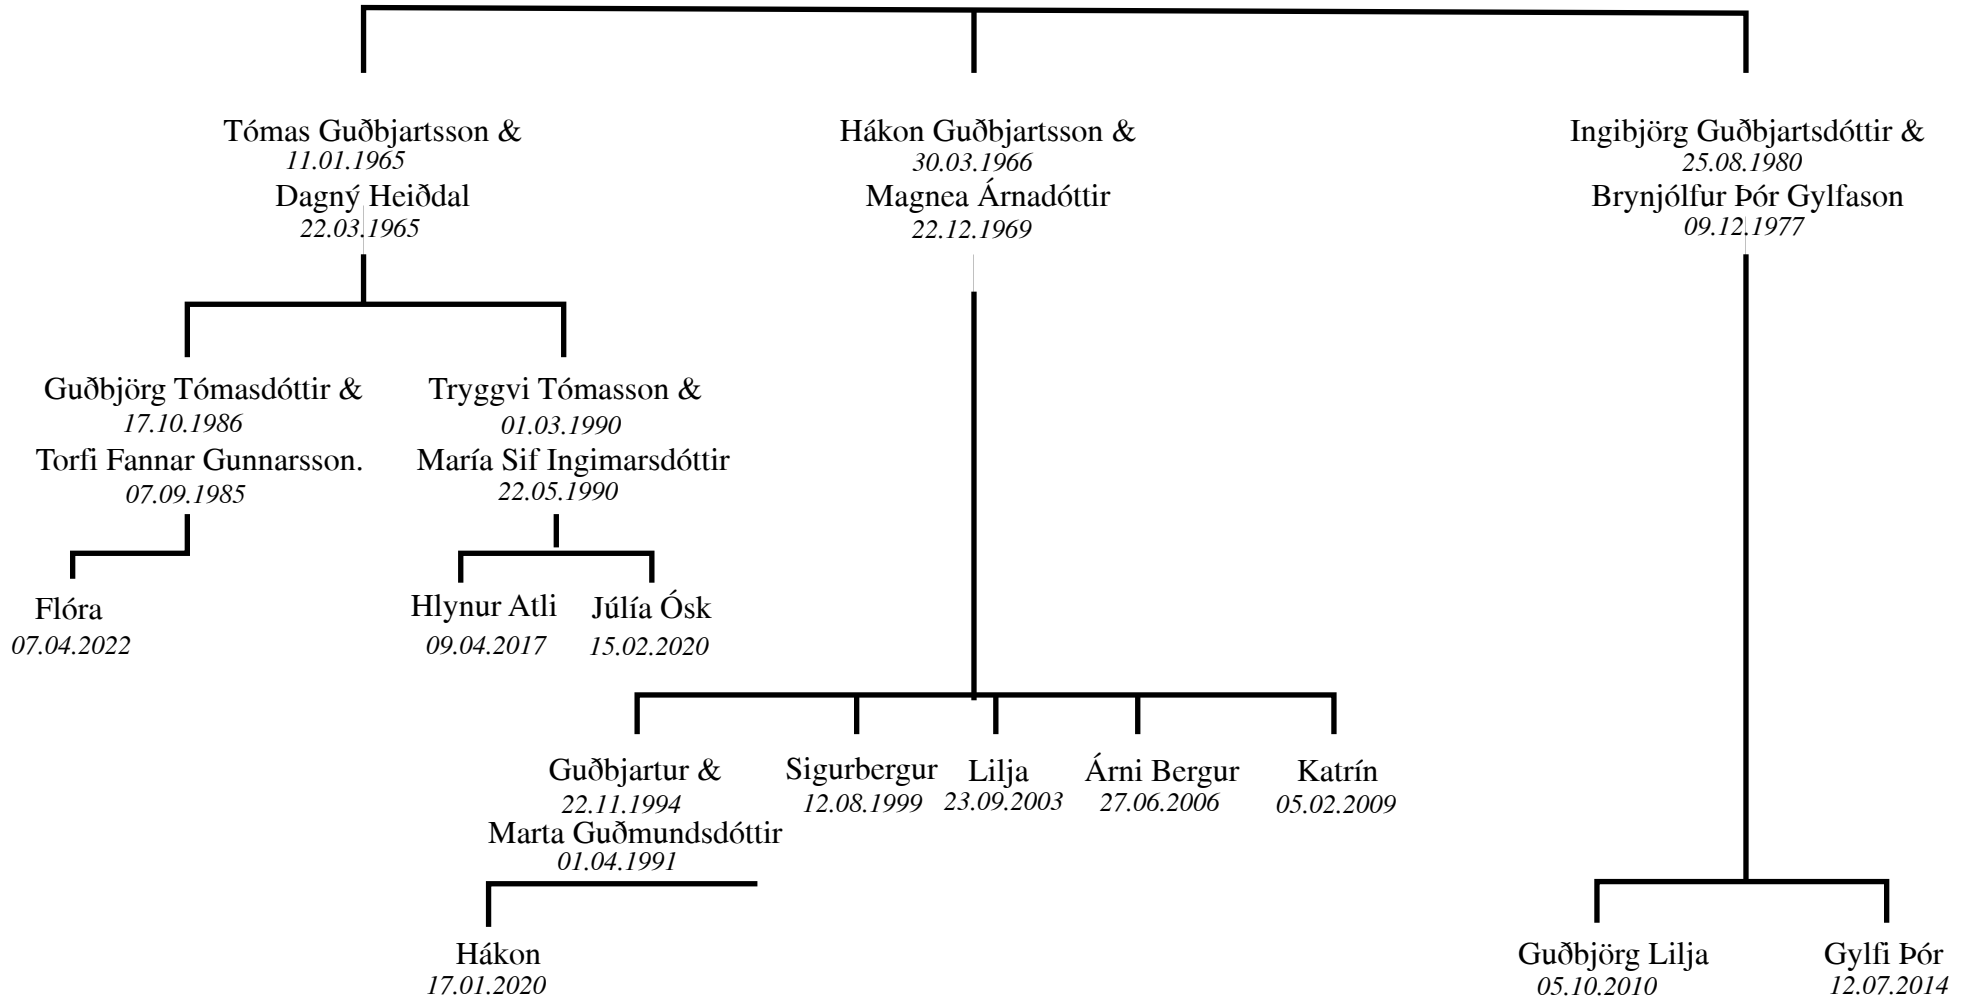 Tómas Guðbjartsson &
11.01.1965
Dagný Heiðdal
22.03.1965
Hákon Guðbjartsson &
30.03.1966
Magnea Árnadóttir
22.12.1969
Ingibjörg Guðbjartsdóttir &
25.08.1980
Brynjólfur Þór Gylfason
09.12.1977
Guðbjörg Tómasdóttir &
17.10.1986
Torfi Fannar Gunnarsson.
07.09.1985
Tryggvi Tómasson &
01.03.1990
María Sif Ingimarsdóttir
22.05.1990
Flóra
07.04.2022
Hlynur Atli
09.04.2017
Júlía Ósk
15.02.2020
Guðbjartur &
22.11.1994
Marta Guðmundsdóttir
01.04.1991
Sigurbergur
12.08.1999
Lilja
23.09.2003
Árni Bergur
27.06.2006
Katrín
05.02.2009
Hákon
17.01.2020
Guðbjörg Lilja
05.10.2010
Gylfi Þór
12.07.2014